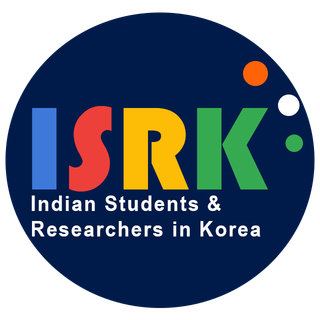 ISRK
Indian Students &
Researchers in Korea